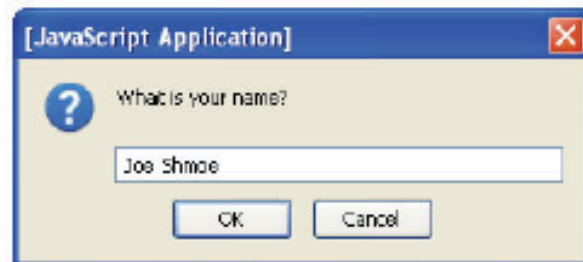 [JavaScript Application]
What is your name?
Joe Shmoe
OK
Cancel